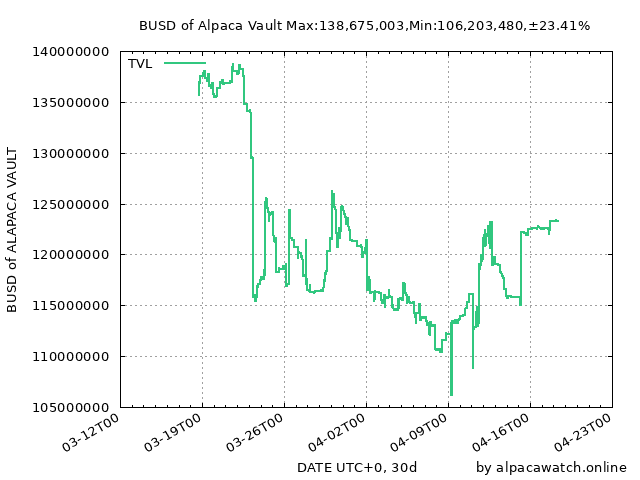 BUSD of Alpaca Vault Max:138,675,003,Min:106,203,480,±23.41%
TVL
BUSD of ALAPACA VAULT
140000000
135000000
130000000
125000000
120000000
115000000
110000000
105000000
03-12T00
03-19T00
03-26T00
04-02T00
04-09T00
04-16T00
04-23T00
DATE UTC+0, 30d
by alpacawatch.online